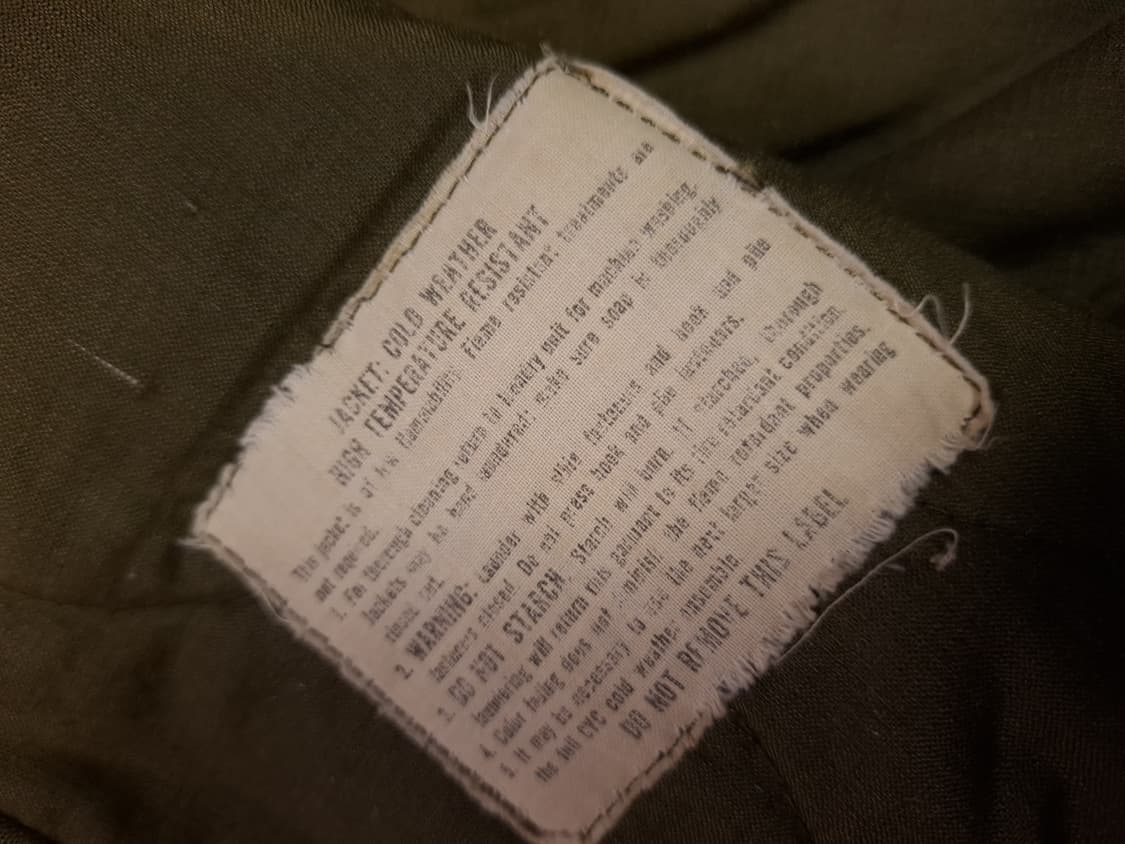 JACKET: COLD WEATHER
HIGH TEMPERATURE RESISTANT
This jacket is of low flammability. Flame resistant treatments are
not required.
1. For thorough cleaning return to laundry unit for machine washing.
Jackets may be hand laundered; make sure soap is thoroughly
rinsed out.
2. WARNING. Launder with slide fasteners and hook and pile
fasteners closed. Do not press hook and pile fasteners.
3. DO NOT STARCH. Starch will burn. If starched, thorough
laundering will return this garment to its fire retardant condition.
4. Color fading does not diminish the flame retardant properties.
5. It may be necessary to use the next larger size when wearing
the full CVC cold weather ensemble
DO NOT REMOVE THIS LABEL